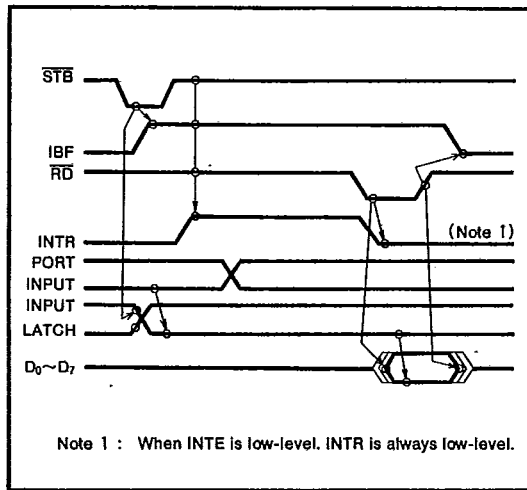 STB
IBF
RD
INTR
(Note 1)
PORT
INPUT
INPUT
LATCH
D₀~D₇
Note 1 : When INTE is low-level. INTR is always low-level.